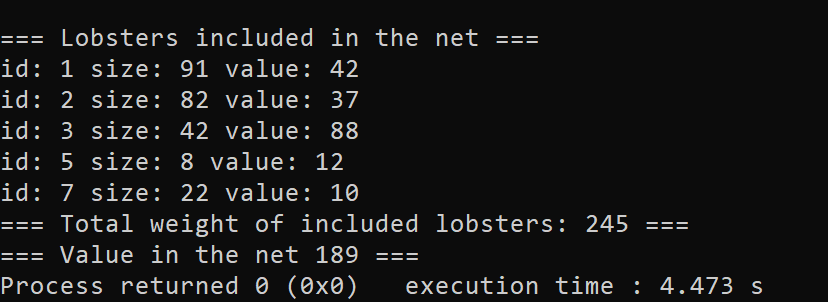 === Lobsters included in the net ===
id: 1 size: 91 value: 42
id: 2 size: 82 value: 37
id: 3 size: 42 value: 88
id: 5 size: 8 value: 12
id: 7 size: 22 value: 10
=== Total weight of included lobsters: 245 ===
=== Value in the net 189 ===
Process returned 0 (0x0)   execution time : 4.473 s